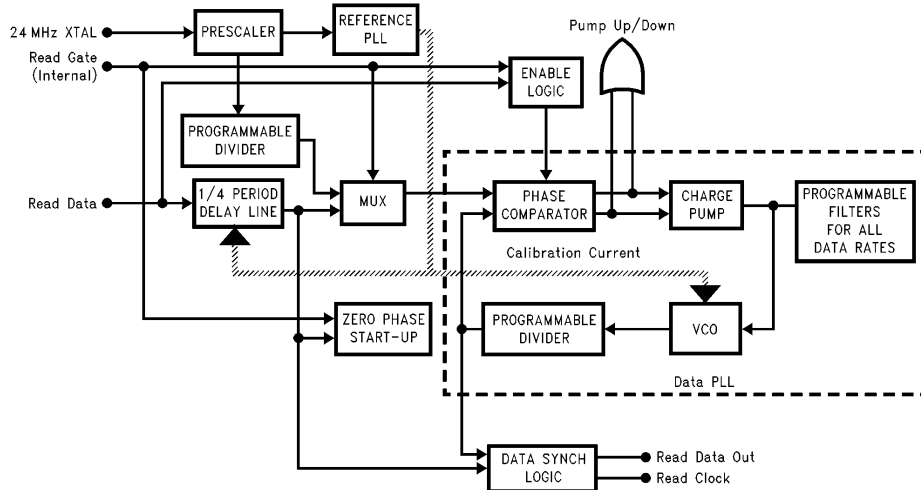 24 MHz XTAL
PRESCALER
REFERENCE
PLL
Pump Up/Down
Read Gate
(Internal)
ENABLE
LOGIC
PROGRAMMABLE
DIVIDER
Read Data
1/4 PERIOD
DELAY LINE
MUX
PHASE
COMPARATOR
CHARGE
PUMP
PROGRAMMABLE
FILTERS
FOR ALL
DATA RATES
Calibration Current
ZERO PHASE
START-UP
PROGRAMMABLE
DIVIDER
VCO
Data PLL
DATA SYNCH
LOGIC
Read Data Out
Read Clock